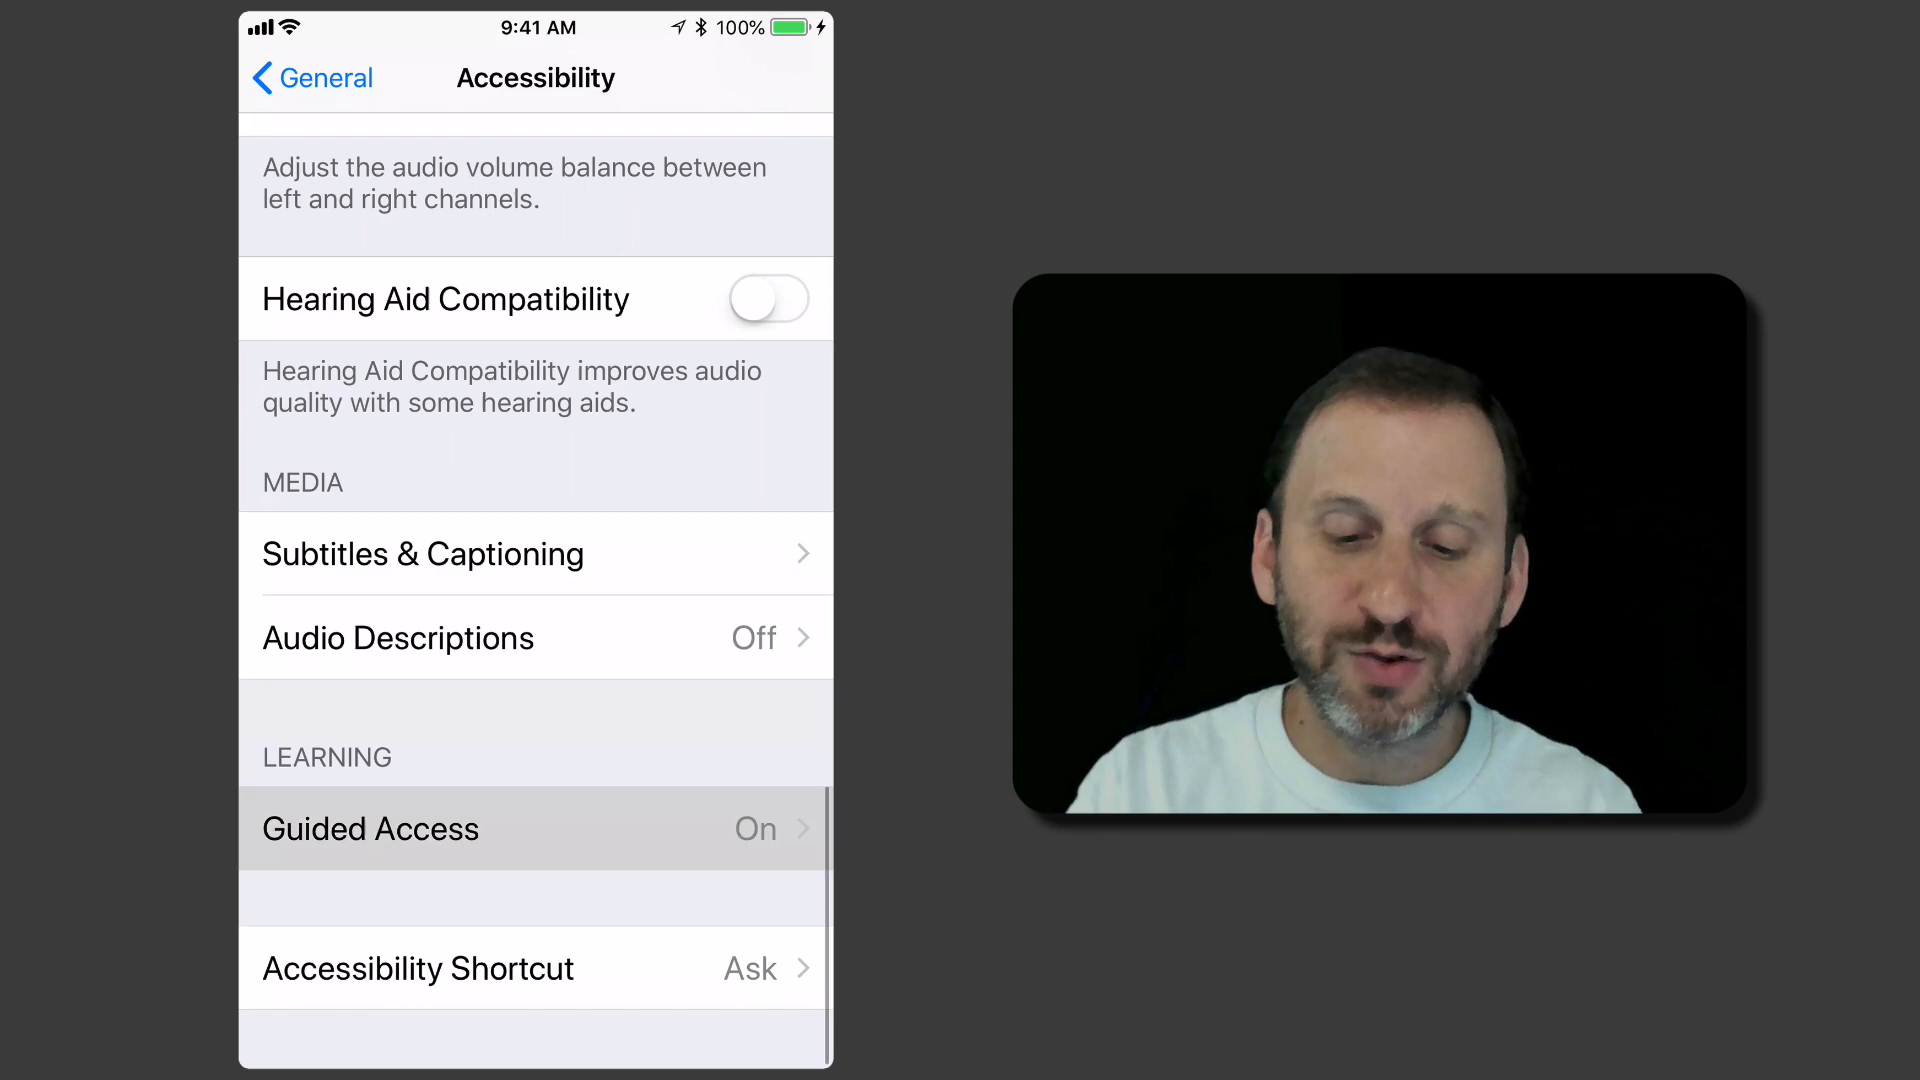 9:41 AM
100%
General
Accessibility
Adjust the audio volume balance between
left and right channels.
Hearing Aid Compatibility
Hearing Aid Compatibility improves audio
quality with some hearing aids.
MEDIA
Subtitles & Captioning
Audio Descriptions Off
LEARNING
Guided Access On
Accessibility Shortcut Ask